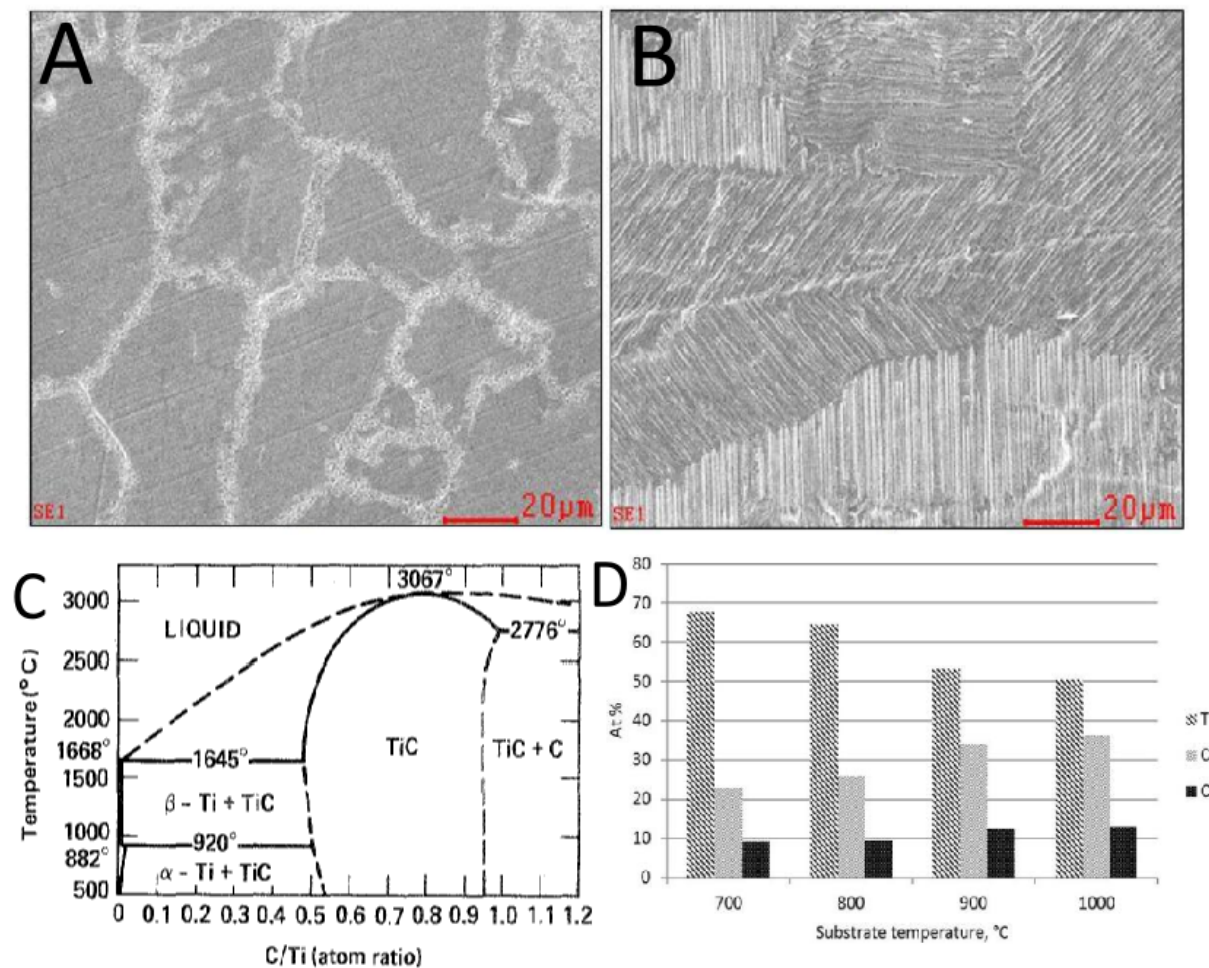 A
B
SE1
20µm
SE1
20µm
C
3067°
3000
LIQUID
2776°
2500
Temperature (°C)
2000
TiC
TiC + C
1668°
1645°
1500
β – Ti + TiC
1000
920°
882°
α – Ti + TiC
500
0 0.1 0.2 0.3 0.4 0.5 0.6 0.7 0.8 0.9 1.0 1.1 1.2
C/Ti (atom ratio)
D
80
70
60
50
40
30
20
10
0
At %
700 800 900 1000
Substrate temperature, °C